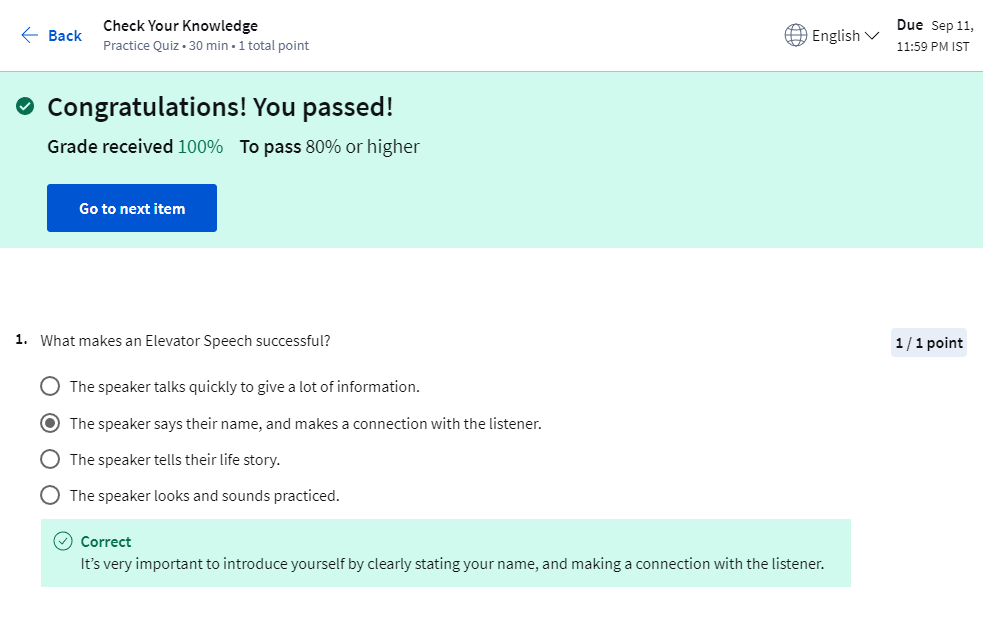 Back
Check Your Knowledge
Practice Quiz • 30 min • 1 total point
English
Due Sep 11,
11:59 PM IST
Congratulations! You passed!
Grade received 100% To pass 80% or higher
Go to next item
1. What makes an Elevator Speech successful?
1 / 1 point
The speaker talks quickly to give a lot of information.
The speaker says their name, and makes a connection with the listener.
The speaker tells their life story.
The speaker looks and sounds practiced.
Correct
It’s very important to introduce yourself by clearly stating your name, and making a connection with the listener.